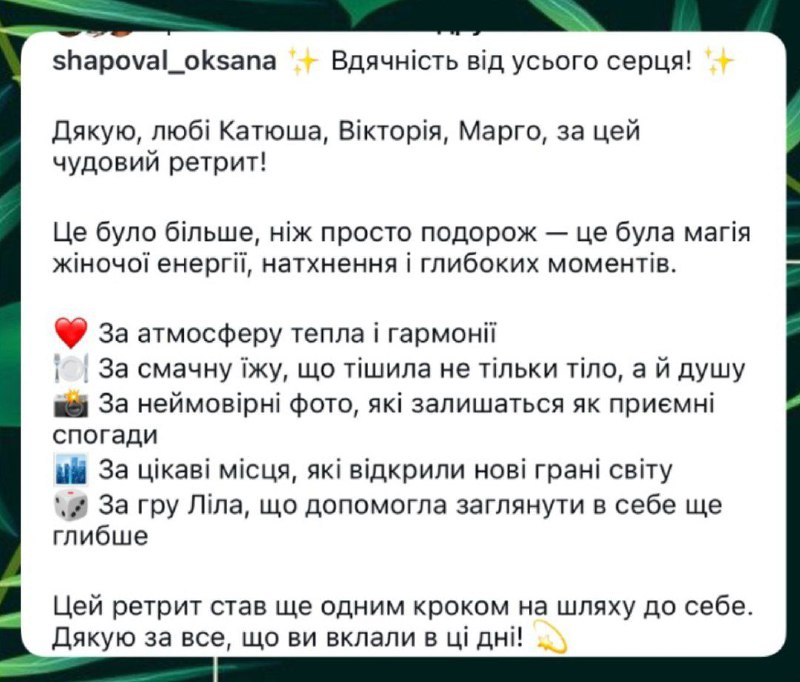 shapoval_oksana ✨ Вдячність від усього серця! ✨
Дякую, любі Катюша, Вікторія, Марго, за цей
чудовий ретрит!
Це було більше, ніж просто подорож — це була магія
жіночої енергії, натхнення і глибоких моментів.
❤️ За атмосферу тепла і гармонії
🍽️ За смачну їжу, що тішила не тільки тіло, а й душу
📸 За неймовірні фото, які залишаться як приємні
спогади
🏙️ За цікаві місця, які відкрили нові грані світу
🎲 За гру Ліла, що допомогла заглянути в себе ще
глибше
Цей ретрит став ще одним кроком на шляху до себе.
Дякую за все, що ви вклали в ці дні! 💫